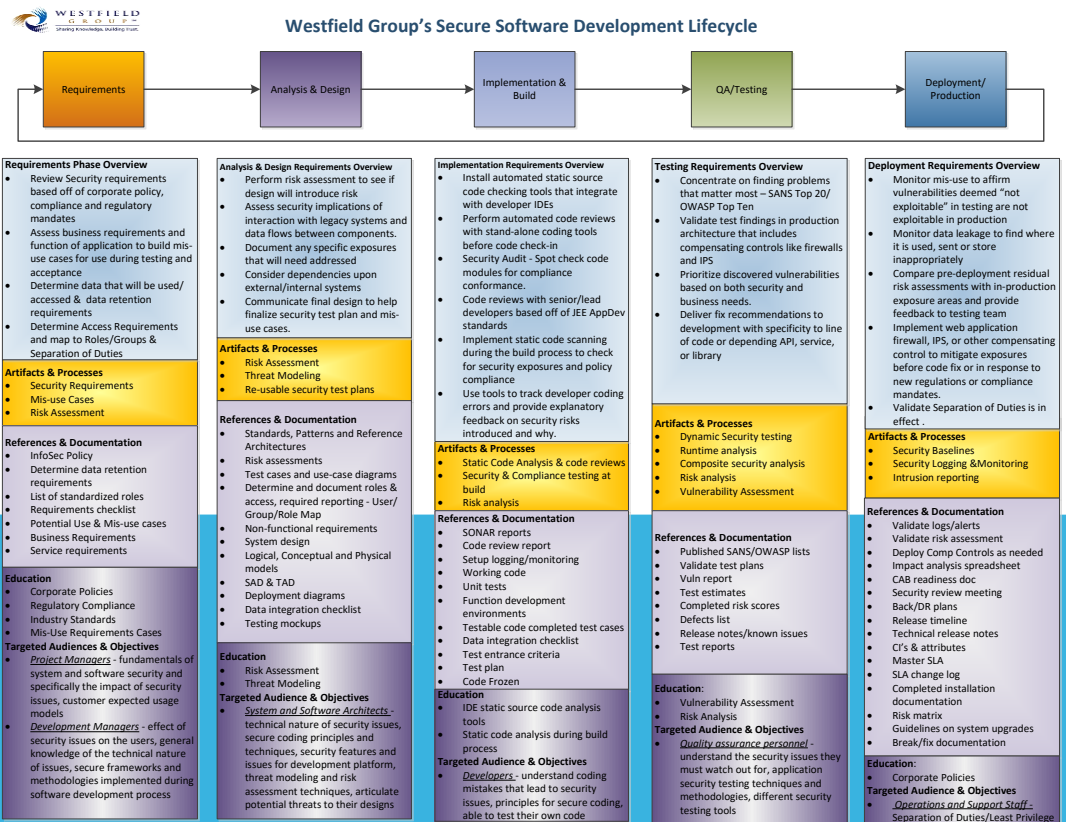 WESTFIELD
GROUP
Sharing Knowledge. Building Trust.
Westfield Group's Secure Software Development Lifecycle
Requirements
Analysis & Design
Implementation &
Build
QA/Testing
Deployment/
Production
Requirements Phase Overview
Review Security requirements
based off of corporate policy,
compliance and regulatory
mandates
Assess business requirements and
function of application to build mis-
use cases for use during testing and
acceptance
Determine data that will be used/
accessed & data retention
requirements
Determine Access Requirements
and map to Roles/Groups &
Separation of Duties
Artifacts & Processes
Security Requirements
Mis-use Cases
Risk Assessment
References & Documentation
InfoSec Policy
Determine data retention
requirements
List of standardized roles
Requirements checklist
Potential Use & Mis-use cases
Business Requirements
Service requirements
Education
Corporate Policies
Regulatory Compliance
Industry Standards
Mis-Use Requirements Cases
Targeted Audiences & Objectives
Project Managers - fundamentals of
system and software security and
specifically the impact of security
issues, customer expected usage
models
Development Managers - effect of
security issues on the users, general
knowledge of the technical nature
of issues, secure frameworks and
methodologies implemented during
software development process
Analysis & Design Requirements Overview
Perform risk assessment to see if
design will introduce risk
Assess security implications of
interaction with legacy systems and
data flows between components.
Document any specific exposures
that will need addressed
Consider dependencies upon
external/internal systems
Communicate final design to help
finalize security test plan and mis-
use cases.
Artifacts & Processes
Risk Assessment
Threat Modeling
Re-usable security test plans
References & Documentation
Standards, Patterns and Reference
Architectures
Risk assessments
Test cases and use-case diagrams
Determine and document roles &
access, required reporting - User/
Group/Role Map
Non-functional requirements
System design
Logical, Conceptual and Physical
models
SAD & TAD
Deployment diagrams
Data integration checklist
Testing mockups
Education
Risk Assessment
Threat Modeling
Targeted Audience & Objectives
System and Software Architects -
technical nature of security issues,
secure coding principles and
techniques, security features and
issues for development platform,
threat modeling and risk
assessment techniques, articulate
potential threats to their designs
Implementation Requirements Overview
Install automated static source
code checking tools that integrate
with developer IDEs
Perform automated code reviews
with stand-alone coding tools
before code check-in
Security Audit - Spot check code
modules for compliance
conformance.
Code reviews with senior/lead
developers based off of JEE AppDev
standards
Implement static code scanning
during the build process to check
for security exposures and policy
compliance
Use tools to track developer coding
errors and provide explanatory
feedback on security risks
introduced and why.
Artifacts & Processes
Static Code Analysis & code reviews
Security & Compliance testing at
build
Risk analysis
References & Documentation
SONAR reports
Code review report
Setup logging/monitoring
Working code
Unit tests
Function development
environments
Testable code completed test cases
Data integration checklist
Test entrance criteria
Test plan
Code Frozen
Education
IDE static source code analysis
tools
Static code analysis during build
process
Targeted Audience & Objectives
Developers - understand coding
mistakes that lead to security
issues, principles for secure coding,
able to test their own code
Testing Requirements Overview
Concentrate on finding problems
that matter most – SANS Top 20/
OWASP Top Ten
Validate test findings in production
architecture that includes
compensating controls like firewalls
and IPS
Prioritize discovered vulnerabilities
based on both security and
business needs.
Deliver fix recommendations to
development with specificity to line
of code or depending API, service,
or library
Artifacts & Processes
Dynamic Security testing
Runtime analysis
Composite security analysis
Risk analysis
Vulnerability Assessment
References & Documentation
Published SANS/OWASP lists
Validate test plans
Vuln report
Test estimates
Completed risk scores
Defects list
Release notes/known issues
Test reports
Education:
Vulnerability Assessment
Risk Analysis
Targeted Audience & Objectives
Quality assurance personnel -
understand the security issues they
must watch out for, application
security testing techniques and
methodologies, different security
testing tools
Deployment Requirements Overview
Monitor mis-use to affirm
vulnerabilities deemed "not
exploitable" in testing are not
exploitable in production
Monitor data leakage to find where
it is used, sent or store
inappropriately
Compare pre-deployment residual
risk assessments with in-production
exposure areas and provide
feedback to testing team
Implement web application
firewall, IPS, or other compensating
control to mitigate exposures
before code fix or in response to
new regulations or compliance
mandates.
Validate Separation of Duties is in
effect .
Artifacts & Processes
Security Baselines
Security Logging &Monitoring
Intrusion reporting
References & Documentation
Validate logs/alerts
Validate risk assessment
Deploy Comp Controls as needed
Impact analysis spreadsheet
CAB readiness doc
Security review meeting
Back/DR plans
Release timeline
Technical release notes
CI's & attributes
Master SLA
SLA change log
Completed installation
documentation
Risk matrix
Guidelines on system upgrades
Break/fix documentation
Education:
Corporate Policies
Targeted Audience & Objectives
Operations and Support Staff -
Separation of Duties/Least Privilege